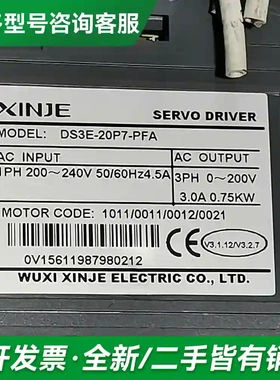 多型号咨询客服
XINJE
SERVO DRIVER
MODEL: DS3E-20P7-PFA
AC INPUT
1PH 200～240V 50/60Hz4.5A
AC OUTPUT
3PH 0～200V
3.0A 0.75KW
MOTOR CODE: 1011/0011/0012/0021
0V15611987980212
CE
V3.1.12/V3.2.7
WUXI XINJE ELECTRIC CO., LTD.
开发票·全新/二手皆有